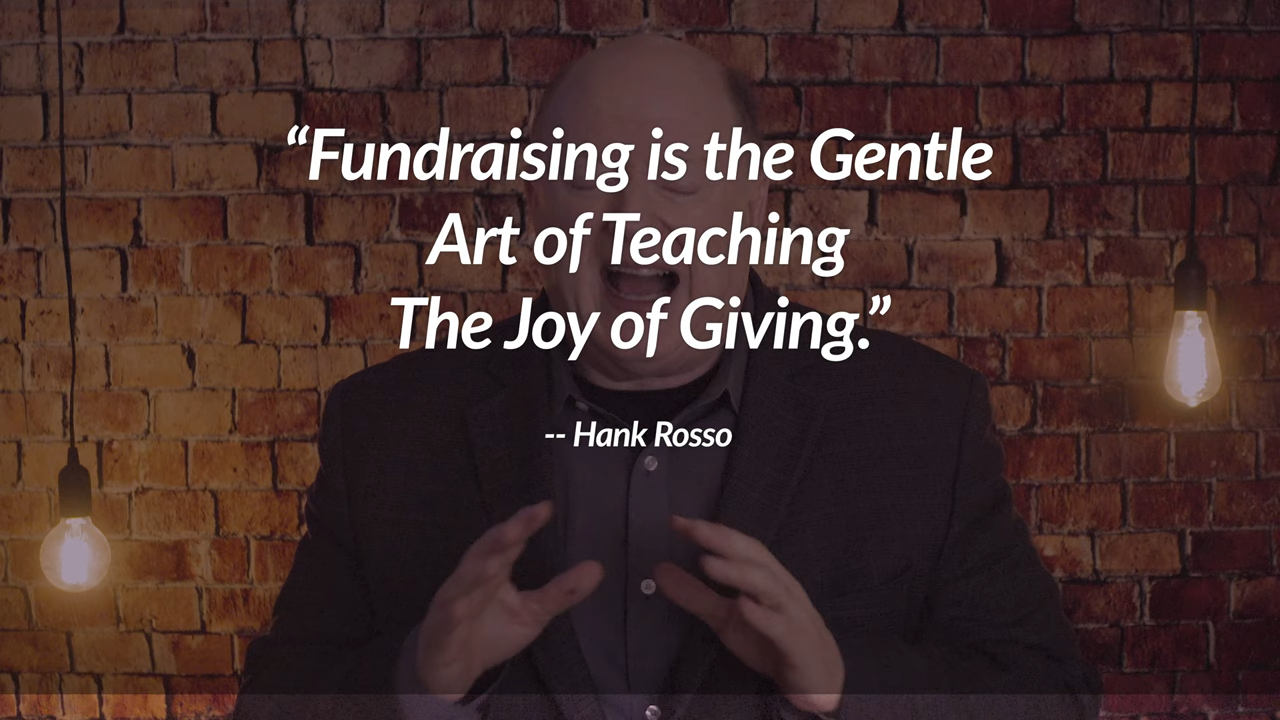 “Fundraising is the Gentle
Art of Teaching
The Joy of Giving.”
-- Hank Rosso